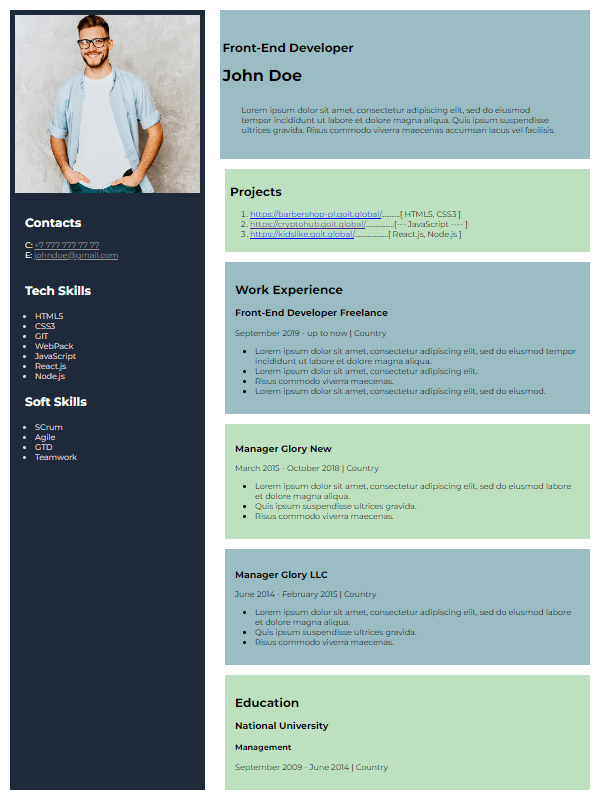 Contacts
C: +7 777 777 77 77
E: johndoe@gmail.com
Tech Skills
HTML5
CSS3
GIT
WebPack
JavaScript
React.js
Node.js
Soft Skills
SCrum
Agile
GTD
Teamwork
Front-End Developer
John Doe
Lorem ipsum dolor sit amet, consectetur adipiscing elit, sed do eiusmod
tempor incididunt ut labore et dolore magna aliqua. Quis ipsum suspendisse
ultrices gravida. Risus commodo viverra maecenas accumsan lacus vel facilisis.
Projects
1. https://barbershop-pl.goit.global/..........[ HTML5, CSS3 ]
2. https://cryptohub.goit.global/................[--- JavaScript ---- ]
3. https://kidslike.goit.global/...................[ React.js, Node.js ]
Work Experience
Front-End Developer Freelance
September 2019 - up to now | Country
Lorem ipsum dolor sit amet, consectetur adipiscing elit, sed do eiusmod tempor
incididunt ut labore et dolore magna aliqua.
Lorem ipsum dolor sit amet, consectetur adipiscing elit.
Risus commodo viverra maecenas.
Lorem ipsum dolor sit amet, consectetur adipiscing elit, sed do eiusmod.
Manager Glory New
March 2015 - October 2018 | Country
Lorem ipsum dolor sit amet, consectetur adipiscing elit, sed do eiusmod labore
et dolore magna aliqua.
Quis ipsum suspendisse ultrices gravida.
Risus commodo viverra maecenas.
Manager Glory LLC
June 2014 - February 2015 | Country
Lorem ipsum dolor sit amet, consectetur adipiscing elit, sed do eiusmod labore
et dolore magna aliqua.
Quis ipsum suspendisse ultrices gravida.
Risus commodo viverra maecenas.
Education
National University
Management
September 2009 - June 2014 | Country